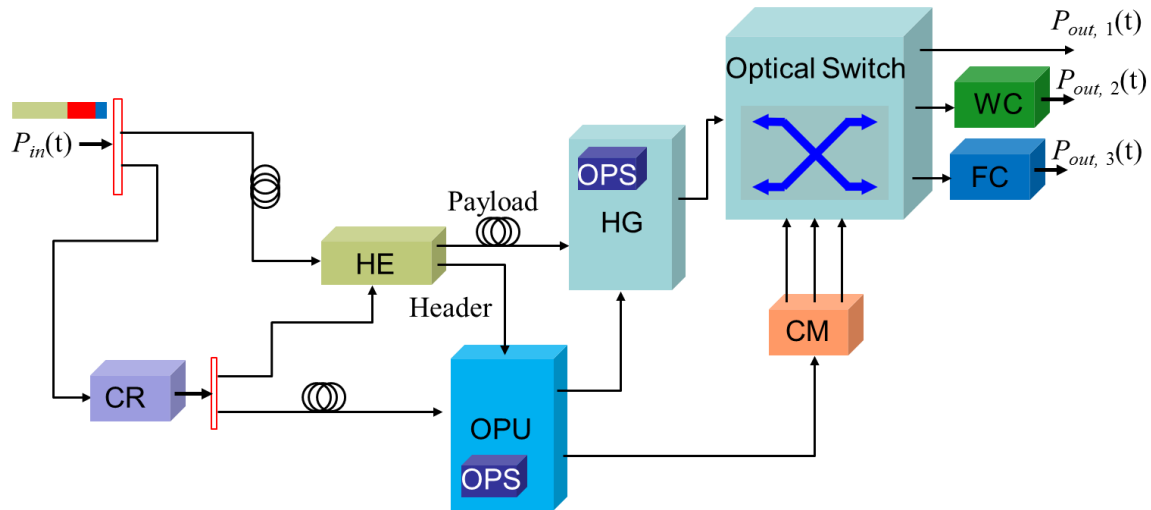 P_out, 1(t)
Optical Switch
WC
P_out, 2(t)
P_in(t)
OPS
FC
P_out, 3(t)
Payload
HG
HE
Header
CM
CR
OPU
OPS